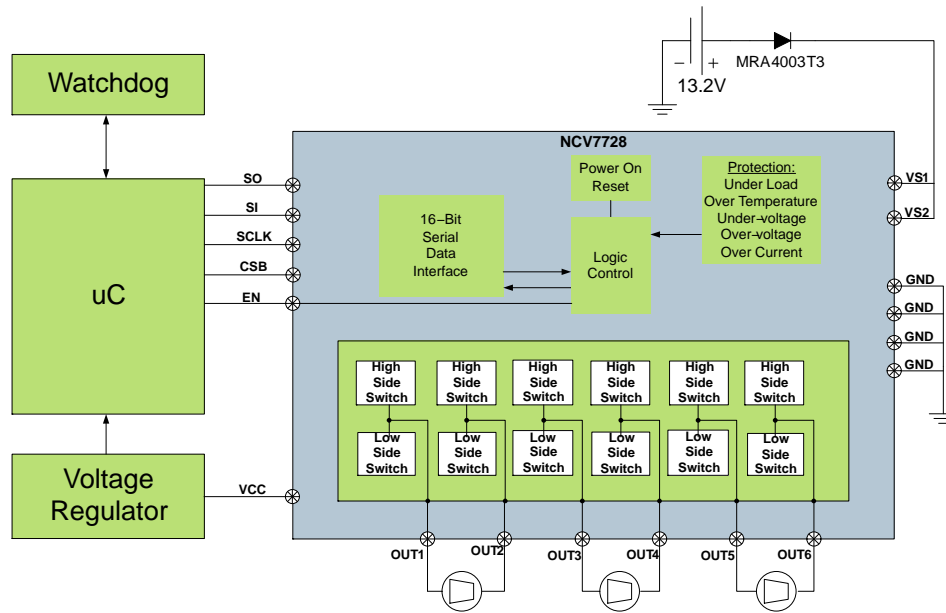 − +
13.2V
MRA4003T3
Watchdog
uC
Voltage
Regulator
SO
SI
SCLK
CSB
EN
VCC
NCV7728
Power On
Reset
Protection:
Under Load
Over Temperature
Under−voltage
Over−voltage
Over Current
16−Bit
Serial
Data
Interface
Logic
Control
VS1
VS2
GND
GND
GND
GND
High
Side
Switch
High
Side
Switch
High
Side
Switch
High
Side
Switch
High
Side
Switch
High
Side
Switch
Low Side
Switch
Low Side
Switch
Low Side
Switch
Low Side
Switch
Low Side
Switch
Low Side
Switch
OUT1
OUT2
OUT3
OUT4
OUT5
OUT6